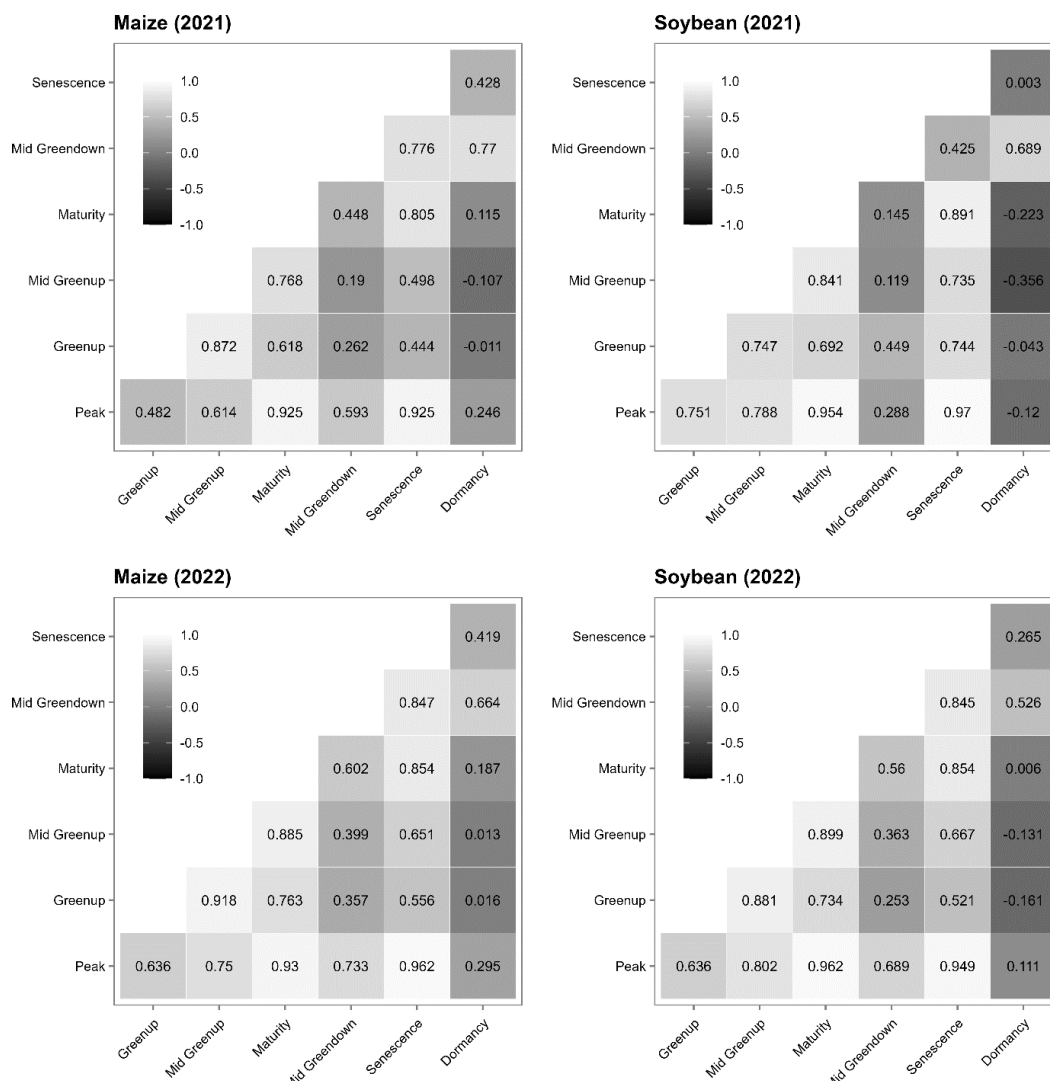 Maize (2021)
Senescence
1.0
0.5
0.0
-0.5
-1.0
0.428
Mid Greendown
0.776 0.77
Maturity
0.448 0.805 0.115
Mid Greenup
0.768 0.19 0.498 -0.107
Greenup
0.872 0.618 0.262 0.444 -0.011
Peak
0.482 0.614 0.925 0.593 0.925 0.246
Greenup
Mid Greenup
Maturity
Mid Greendown
Senescence
Dormancy
Soybean (2021)
Senescence
1.0
0.5
0.0
-0.5
-1.0
0.003
Mid Greendown
0.425 0.689
Maturity
0.145 0.891 -0.223
Mid Greenup
0.841 0.119 0.735 -0.356
Greenup
0.747 0.692 0.449 0.744 -0.043
Peak
0.751 0.788 0.954 0.288 0.97 -0.12
Greenup
Mid Greenup
Maturity
Mid Greendown
Senescence
Dormancy
Maize (2022)
Senescence
1.0
0.5
0.0
-0.5
-1.0
0.419
Mid Greendown
0.847 0.664
Maturity
0.602 0.854 0.187
Mid Greenup
0.885 0.399 0.651 0.013
Greenup
0.918 0.763 0.357 0.556 0.016
Peak
0.636 0.75 0.93 0.733 0.962 0.295
Greenup
Mid Greenup
Maturity
Mid Greendown
Senescence
Dormancy
Soybean (2022)
Senescence
1.0
0.5
0.0
-0.5
-1.0
0.265
Mid Greendown
0.845 0.526
Maturity
0.56 0.854 0.006
Mid Greenup
0.899 0.363 0.667 -0.131
Greenup
0.881 0.734 0.253 0.521 -0.161
Peak
0.636 0.802 0.962 0.689 0.949 0.111
Greenup
Mid Greenup
Maturity
Mid Greendown
Senescence
Dormancy